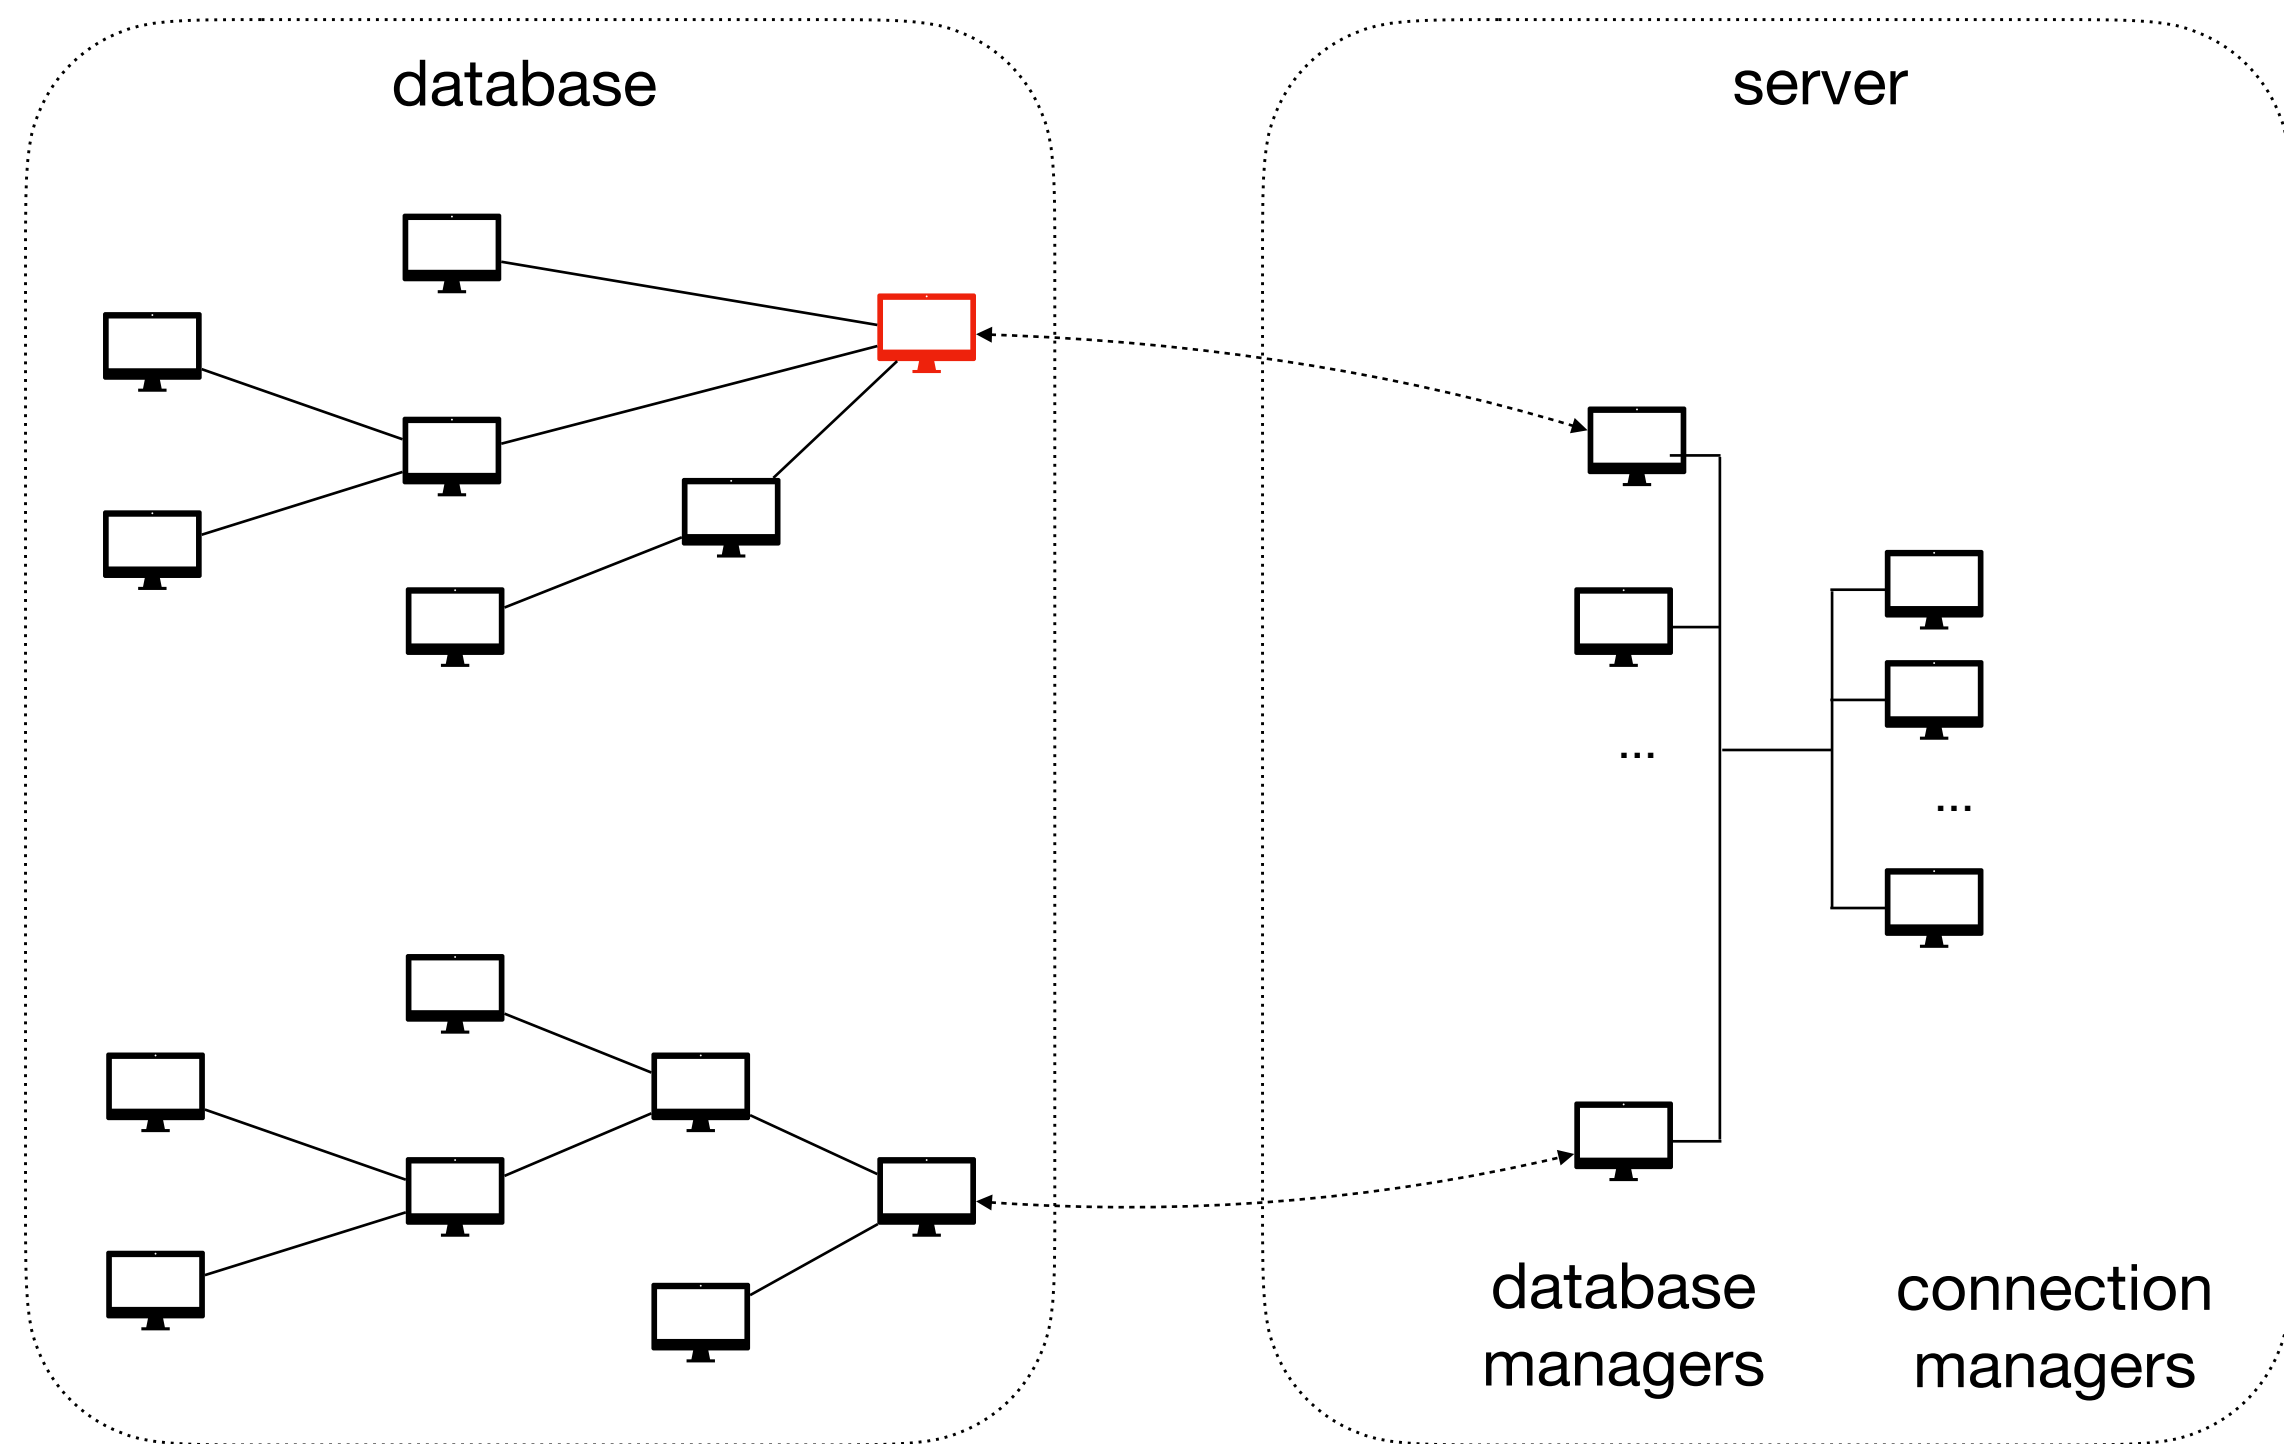 database
server
...
...
database
managers
connection
managers